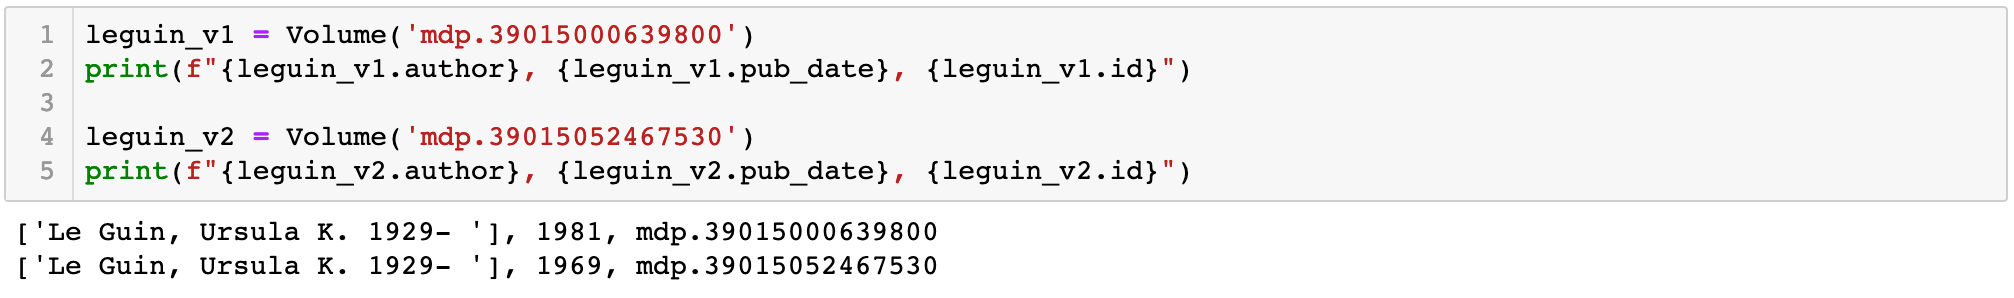 1 leguin_v1 = Volume('mdp.39015000639800')
2 print(f"{leguin_v1.author}, {leguin_v1.pub_date}, {leguin_v1.id}")
3
4 leguin_v2 = Volume('mdp.39015052467530')
5 print(f"{leguin_v2.author}, {leguin_v2.pub_date}, {leguin_v2.id}")
['Le Guin, Ursula K. 1929- '], 1981, mdp.39015000639800
['Le Guin, Ursula K. 1929- '], 1969, mdp.39015052467530